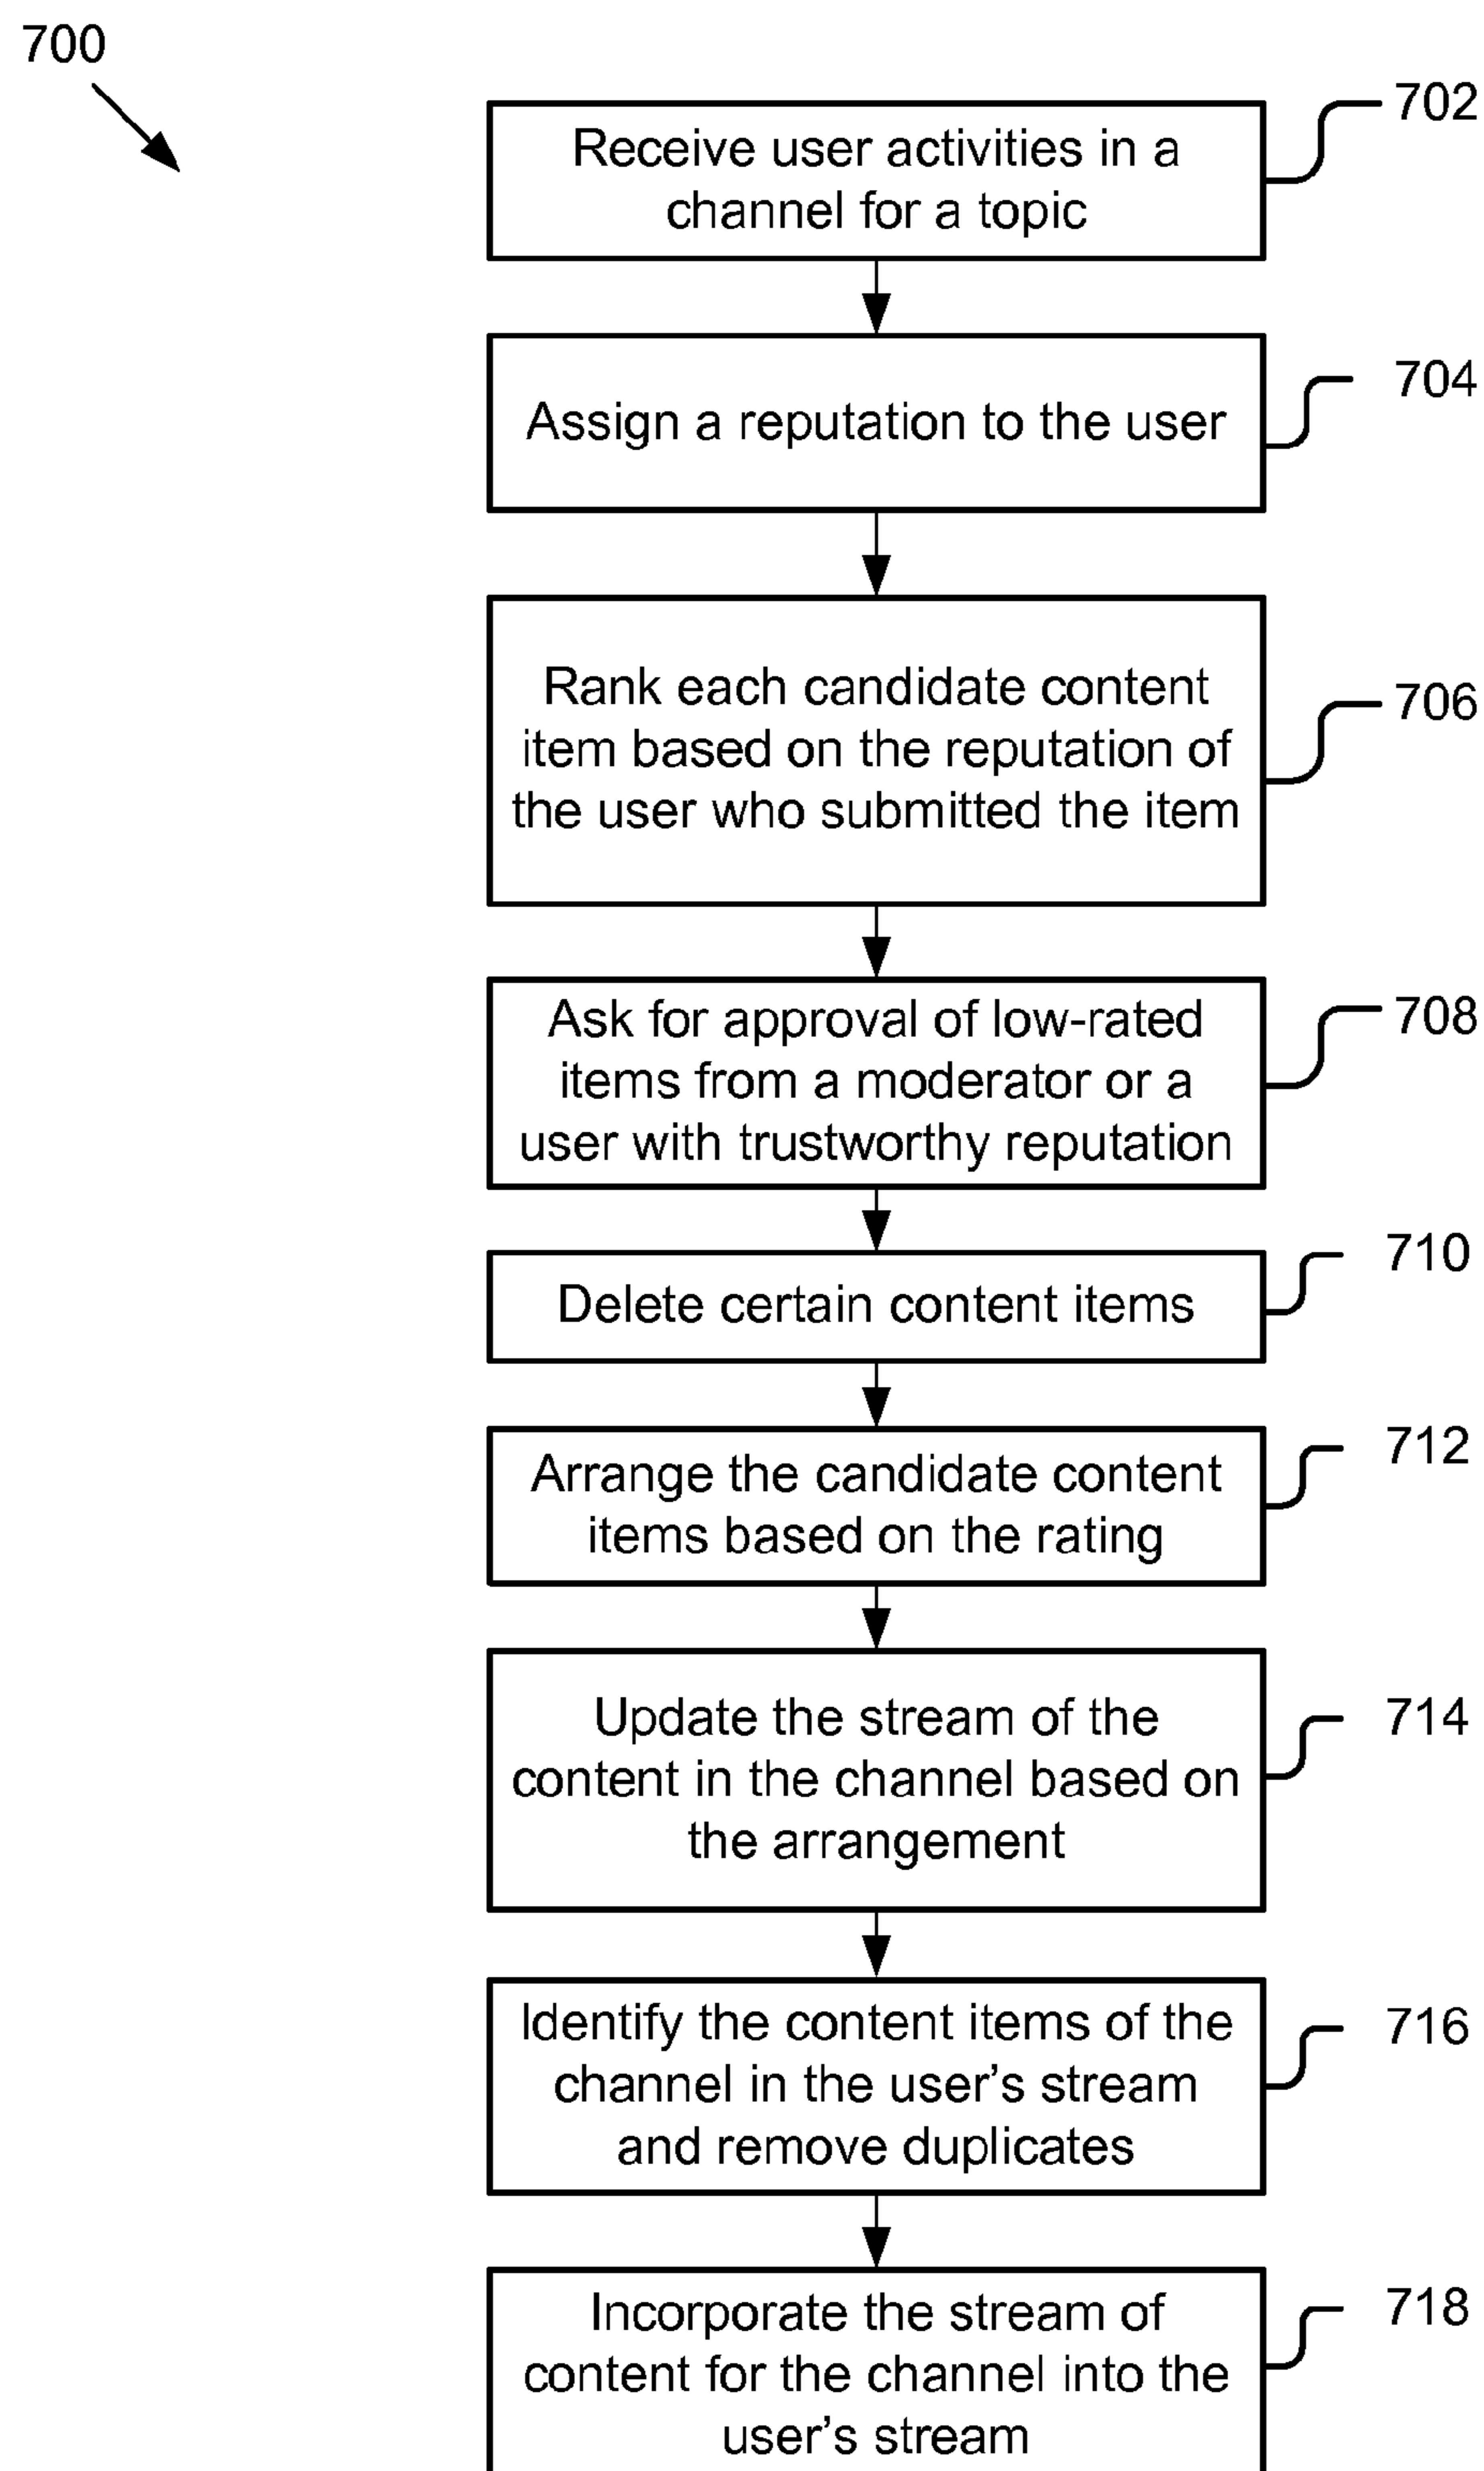 700
702
Receive user activities in a
channel for a topic
704
Assign a reputation to the user
706
Rank each candidate content
item based on the reputation of
the user who submitted the item
708
Ask for approval of low-rated
items from a moderator or a
user with trustworthy reputation
710
Delete certain content items
712
Arrange the candidate content
items based on the rating
714
Update the stream of the
content in the channel based on
the arrangement
716
Identify the content items of the
channel in the user's stream
and remove duplicates
718
Incorporate the stream of
content for the channel into the
user's stream